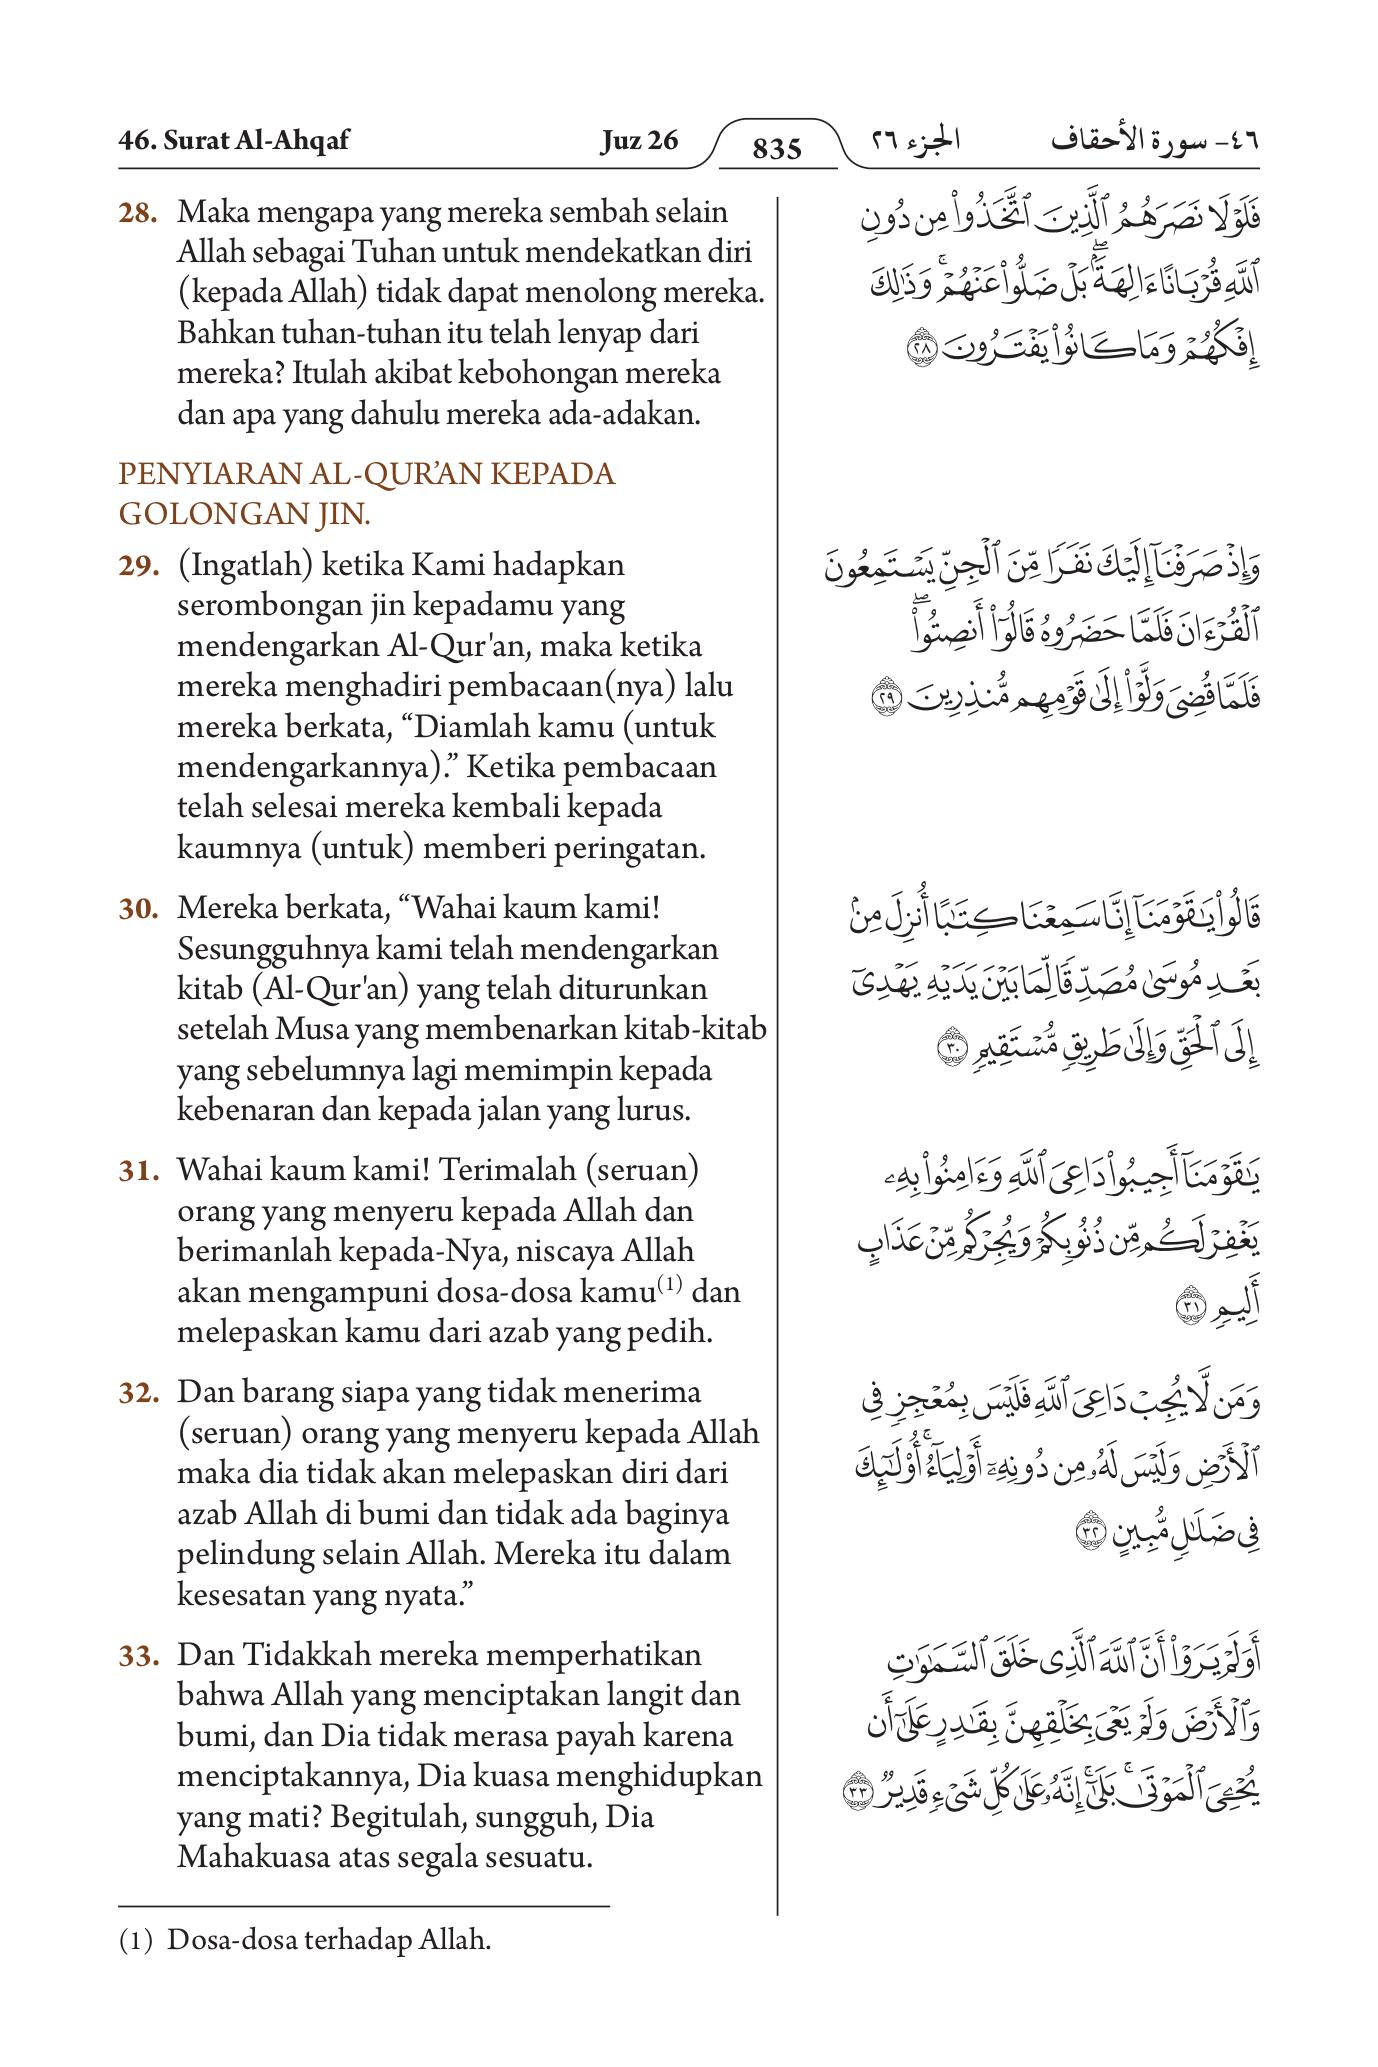 46. Surat Al-Ahqaf
Juz 26
835
الجزء ٢٦
٤٦- سورة الأحقاف
28. Maka mengapa yang mereka sembah selain
Allah sebagai Tuhan untuk mendekatkan diri
(kepada Allah) tidak dapat menolong mereka.
Bahkan tuhan-tuhan itu telah lenyap dari
mereka? Itulah akibat kebohongan mereka
dan apa yang dahulu mereka ada-adakan.
PENYIARAN AL-QUR’AN KEPADA
GOLONGAN JIN.
29. (Ingatlah) ketika Kami hadapkan
serombongan jin kepadamu yang
mendengarkan Al-Qur'an, maka ketika
mereka menghadiri pembacaan(nya) lalu
mereka berkata, “Diamlah kamu (untuk
mendengarkannya).” Ketika pembacaan
telah selesai mereka kembali kepada
kaumnya (untuk) memberi peringatan.
30. Mereka berkata, “Wahai kaum kami!
Sesungguhnya kami telah mendengarkan
kitab (Al-Qur'an) yang telah diturunkan
setelah Musa yang membenarkan kitab-kitab
yang sebelumnya lagi memimpin kepada
kebenaran dan kepada jalan yang lurus.
31. Wahai kaum kami! Terimalah (seruan)
orang yang menyeru kepada Allah dan
berimanlah kepada-Nya, niscaya Allah
akan mengampuni dosa-dosa kamu(1) dan
melepaskan kamu dari azab yang pedih.
32. Dan barang siapa yang tidak menerima
(seruan) orang yang menyeru kepada Allah
maka dia tidak akan melepaskan diri dari
azab Allah di bumi dan tidak ada baginya
pelindung selain Allah. Mereka itu dalam
kesesatan yang nyata.”
33. Dan Tidakkah mereka memperhatikan
bahwa Allah yang menciptakan langit dan
bumi, dan Dia tidak merasa payah karena
menciptakannya, Dia kuasa menghidupkan
yang mati? Begitulah, sungguh, Dia
Mahakuasa atas segala sesuatu.
(1) Dosa-dosa terhadap Allah.
فَلَوْلَا نَصَرَهُمُ ٱلَّذِينَ ٱتَّخَذُوا۟ مِن دُونِ
ٱللَّهِ قُرْبَانًا ءَالِهَةًۢ ۖ بَلْ ضَلُّوا۟ عَنْهُمْ ۚ وَذَٰلِكَ
إِفْكُهُمْ وَمَا كَانُوا۟ يَفْتَرُونَ ٢٨
وَإِذْ صَرَفْنَآ إِلَيْكَ نَفَرًا مِّنَ ٱلْجِنِّ يَسْتَمِعُونَ
ٱلْقُرْءَانَ فَلَمَّا حَضَرُوهُ قَالُوٓا۟ أَنصِتُوا۟ ۖ
فَلَمَّا قُضِىَ وَلَّوْا۟ إِلَىٰ قَوْمِهِم مُّنذِرِينَ ٢٩
قَالُوا۟ يَٰقَوْمَنَآ إِنَّا سَمِعْنَا كِتَٰبًا أُنزِلَ مِنۢ
بَعْدِ مُوسَىٰ مُصَدِّقًا لِّمَا بَيْنَ يَدَيْهِ يَهْدِىٓ
إِلَى ٱلْحَقِّ وَإِلَىٰ طَرِيقٍ مُّسْتَقِيمٍ ٣٠
يَٰقَوْمَنَآ أَجِيبُوا۟ دَاعِىَ ٱللَّهِ وَءَامِنُوا۟ بِهِۦ
يَغْفِرْ لَكُم مِّن ذُنُوبِكُمْ وَيُجِرْكُم مِّنْ عَذَابٍ
أَلِيمٍ ٣١
وَمَن لَّا يُجِبْ دَاعِىَ ٱللَّهِ فَلَيْسَ بِمُعْجِزٍ فِى
ٱلْأَرْضِ وَلَيْسَ لَهُۥ مِن دُونِهِۦٓ أَوْلِيَآءُ ۚ أُو۟لَٰٓئِكَ
فِى ضَلَٰلٍ مُّبِينٍ ٣٢
أَوَلَمْ يَرَوْا۟ أَنَّ ٱللَّهَ ٱلَّذِى خَلَقَ ٱلسَّمَٰوَٰتِ
وَٱلْأَرْضَ وَلَمْ يَعْىَ بِخَلْقِهِنَّ بِقَٰدِرٍ عَلَىٰٓ أَن
يُحْـِۧىَ ٱلْمَوْتَىٰ ۚ بَلَىٰٓ ۚ إِنَّهُۥ عَلَىٰ كُلِّ شَىْءٍ قَدِيرٌ ٣٣